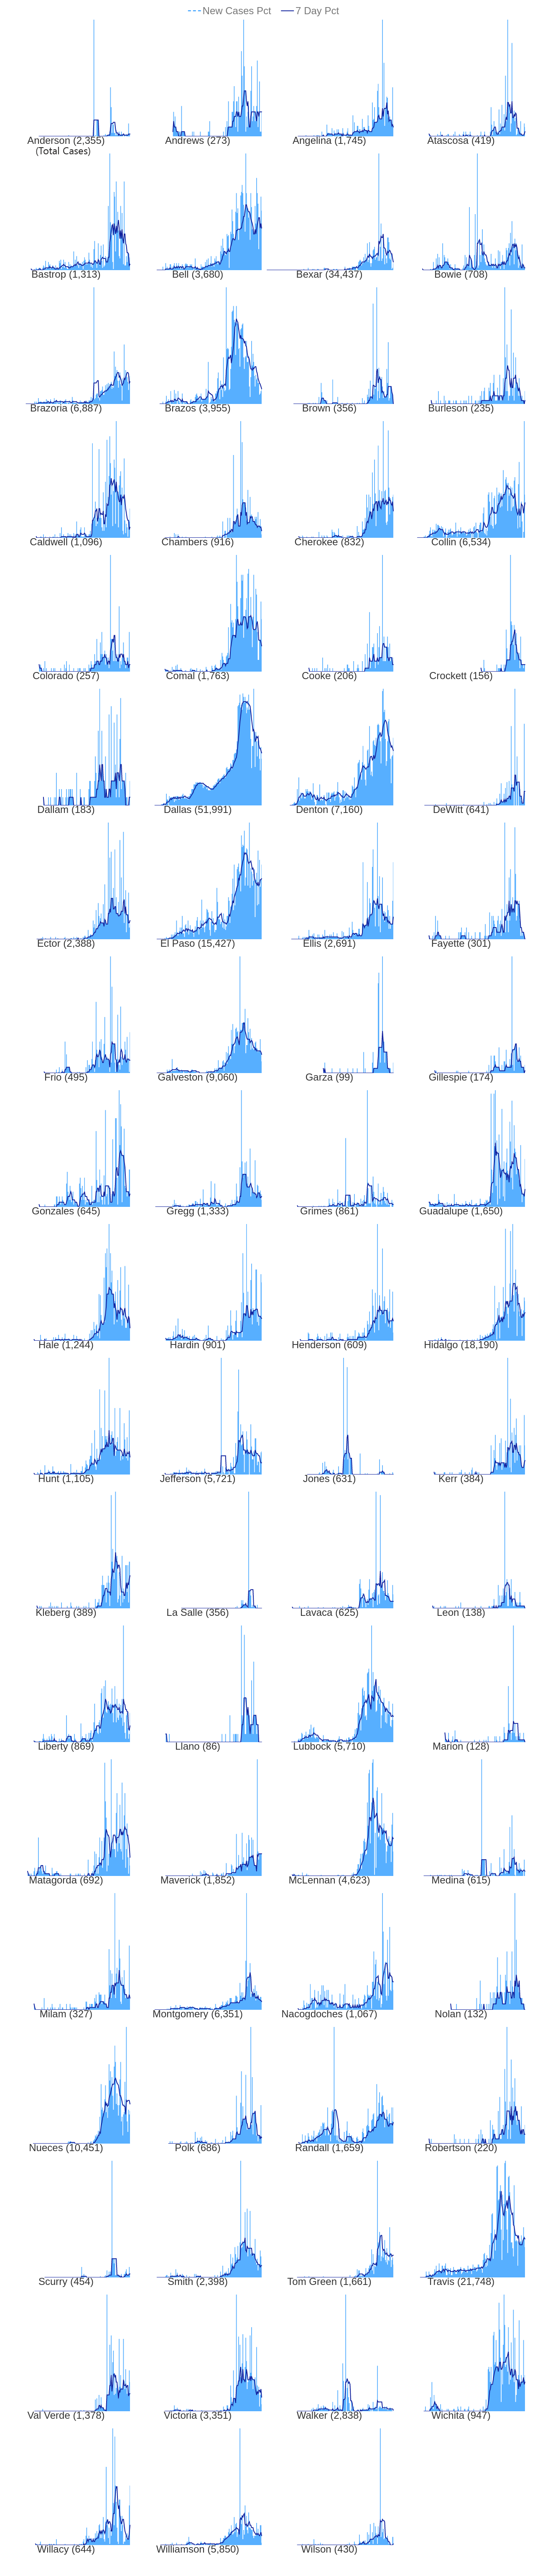 New Cases Pct 7 Day Pct
Anderson (2,355) Andrews (273) Angelina (1,745) Atascosa (419)
(Total Cases)
Bastrop (1,313) Bell (3,680) Bexar (34,437) Bowie (708)
Brazoria (6,887) Brazos (3,955) Brown (356) Burleson (235)
Caldwell (1,096) Chambers (916) Cherokee (832) Collin (6,534)
Colorado (257) Comal (1,763) Cooke (206) Crockett (156)
Dallam (183) Dallas (51,991) Denton (7,160) DeWitt (641)
Ector (2,388) El Paso (15,427) Ellis (2,691) Fayette (301)
Frio (495) Galveston (9,060) Garza (99) Gillespie (174)
Gonzales (645) Gregg (1,333) Grimes (861) Guadalupe (1,650)
Hale (1,244) Hardin (901) Henderson (609) Hidalgo (18,190)
Hunt (1,105) Jefferson (5,721) Jones (631) Kerr (384)
Kleberg (389) La Salle (356) Lavaca (625) Leon (138)
Liberty (869) Llano (86) Lubbock (5,710) Marion (128)
Matagorda (692) Maverick (1,852) McLennan (4,623) Medina (615)
Milam (327) Montgomery (6,351) Nacogdoches (1,067) Nolan (132)
Nueces (10,451) Polk (686) Randall (1,659) Robertson (220)
Scurry (454) Smith (2,398) Tom Green (1,661) Travis (21,748)
Val Verde (1,378) Victoria (3,351) Walker (2,838) Wichita (947)
Willacy (644) Williamson (5,850) Wilson (430)